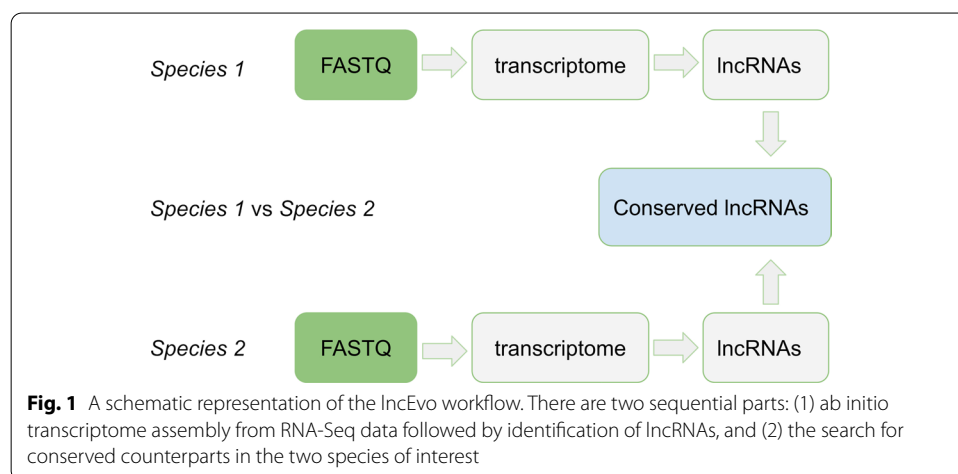 Species 1
FASTQ
transcriptome
lncRNAs
Species 1 vs Species 2
Conserved lncRNAs
Species 2
FASTQ
transcriptome
lncRNAs
Fig. 1 A schematic representation of the lncEvo workflow. There are two sequential parts: (1) ab initio
transcriptome assembly from RNA-Seq data followed by identification of lncRNAs, and (2) the search for
conserved counterparts in the two species of interest